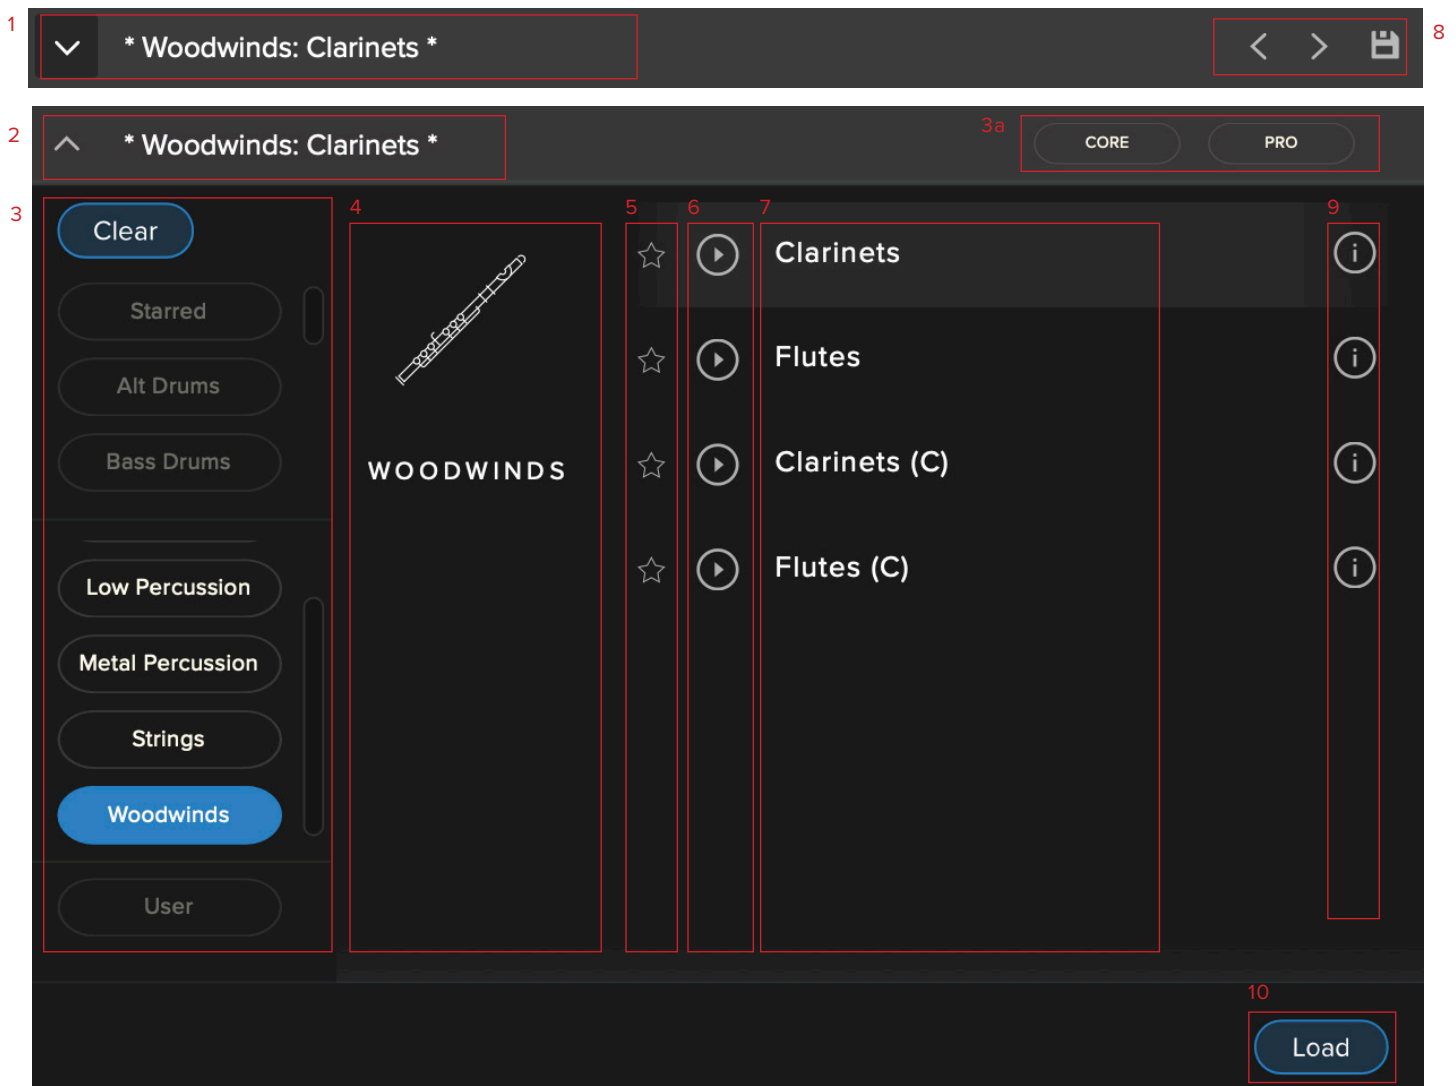 1
* Woodwinds: Clarinets *
8
2
* Woodwinds: Clarinets *
3a
CORE
PRO
3
Clear
Starred
Alt Drums
Bass Drums
Low Percussion
Metal Percussion
Strings
Woodwinds
User
4
WOODWINDS
5
6
7
9
Clarinets
i
Flutes
i
Clarinets (C)
i
Flutes (C)
i
10
Load